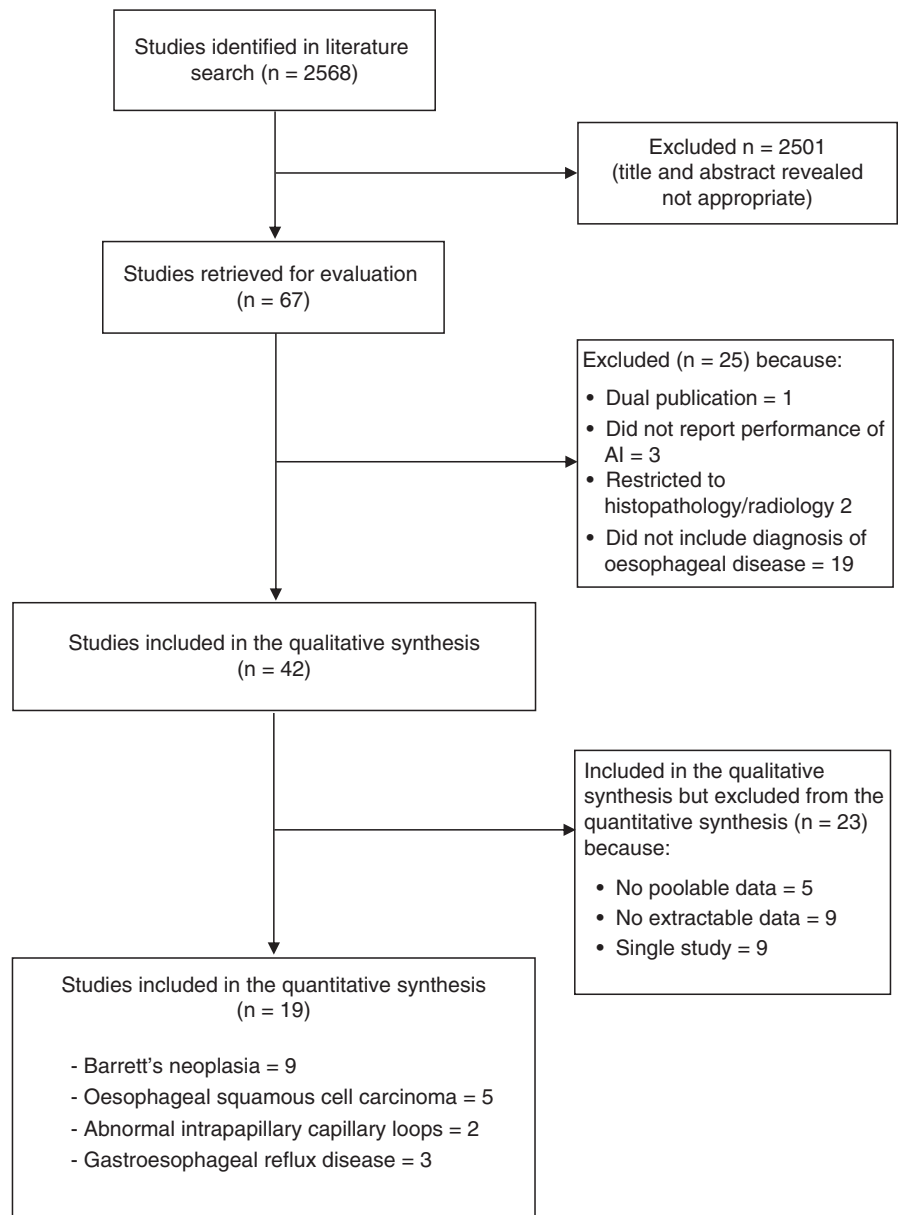 Studies identified in literature
search (n = 2568)
Excluded n = 2501
(title and abstract revealed
not appropriate)
Studies retrieved for evaluation
(n = 67)
Excluded (n = 25) because:
• Dual publication = 1
• Did not report performance of
AI = 3
• Restricted to
histopathology/radiology 2
• Did not include diagnosis of
oesophageal disease = 19
Studies included in the qualitative synthesis
(n = 42)
Included in the qualitative
synthesis but excluded from the
quantitative synthesis (n = 23)
because:
• No poolable data = 5
• No extractable data = 9
• Single study = 9
Studies included in the quantitative synthesis
(n = 19)
- Barrett's neoplasia = 9
- Oesophageal squamous cell carcinoma = 5
- Abnormal intrapapillary capillary loops = 2
- Gastroesophageal reflux disease = 3